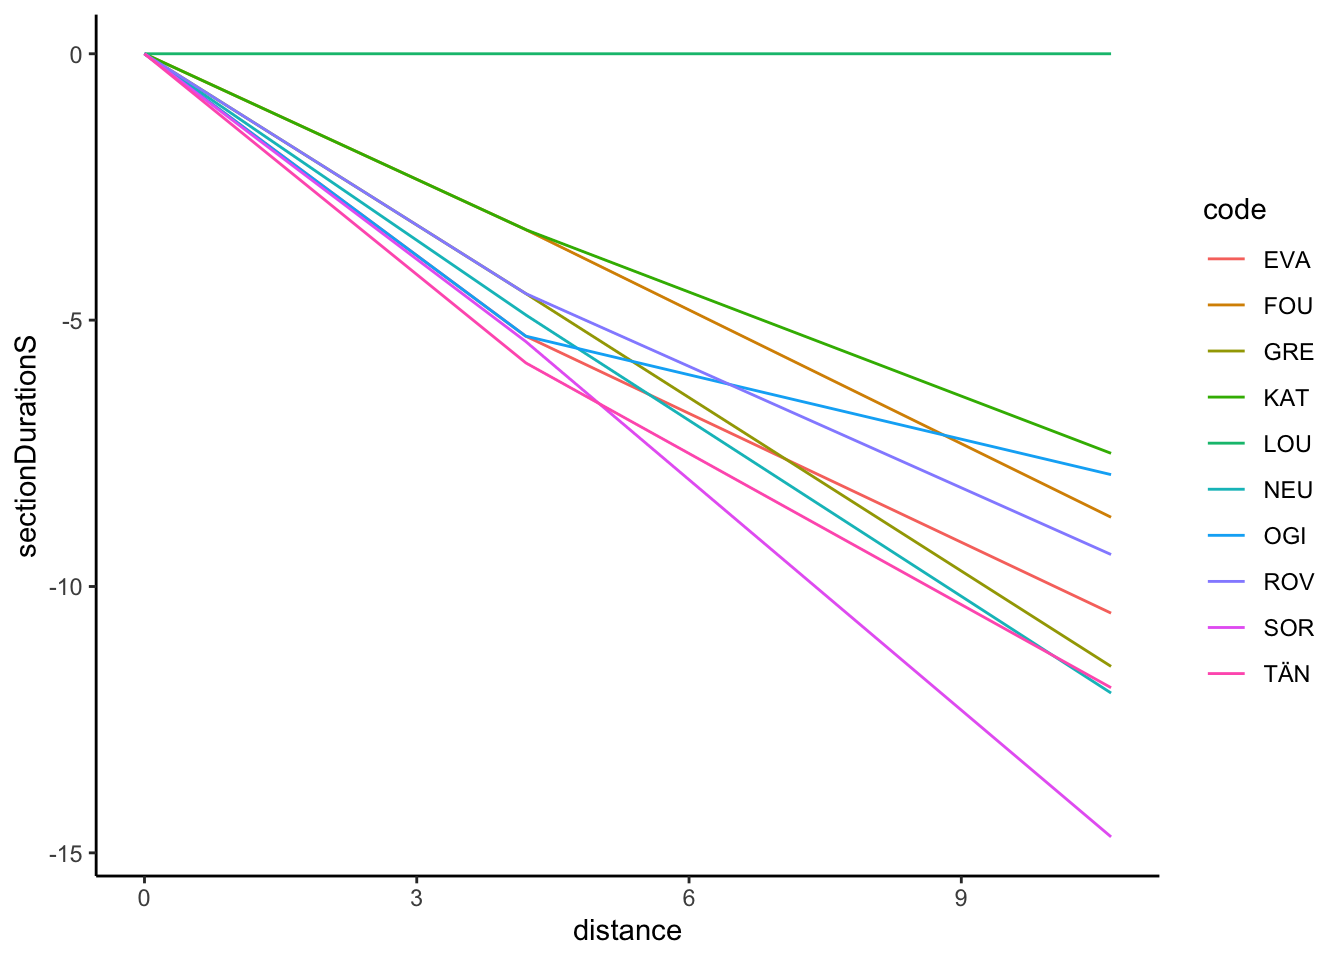 0
-5
-10
-15
sectionDurationS
0
3
6
9
distance
code
EVA
FOU
GRE
KAT
LOU
NEU
OGI
ROV
SOR
TÄN